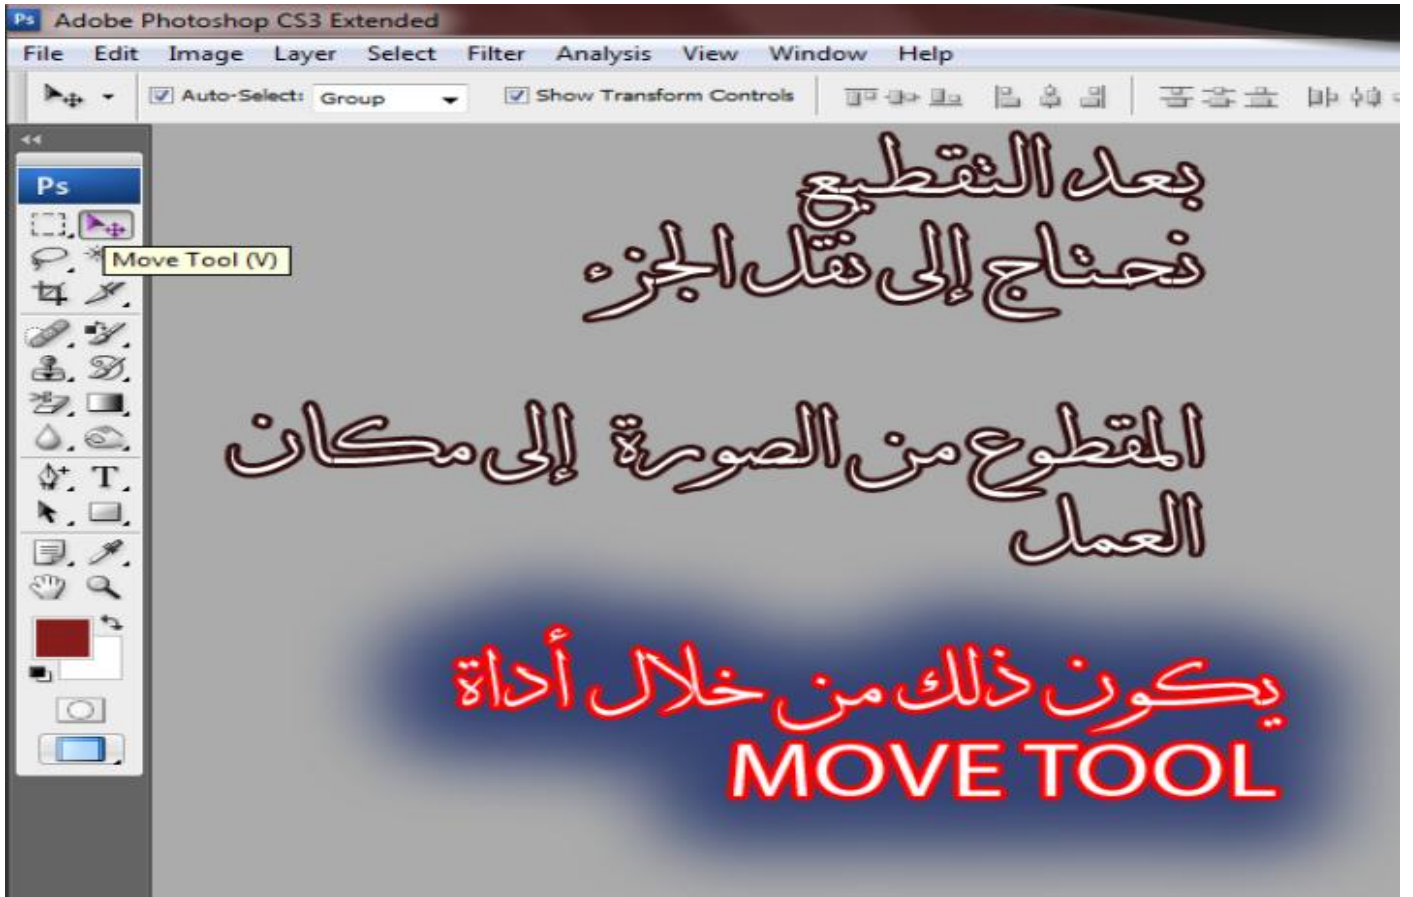 Ps Adobe Photoshop CS3 Extended
File Edit Image Layer Select Filter Analysis View Window Help
Auto-Select: Group Show Transform Controls
Ps
Move Tool (V)
T
بعد التقطيع
نحتاج إلى نقل الجزء
المقطوع من الصورة إلى مكان
العمل
يكون ذلك من خلال أداة
MOVE TOOL